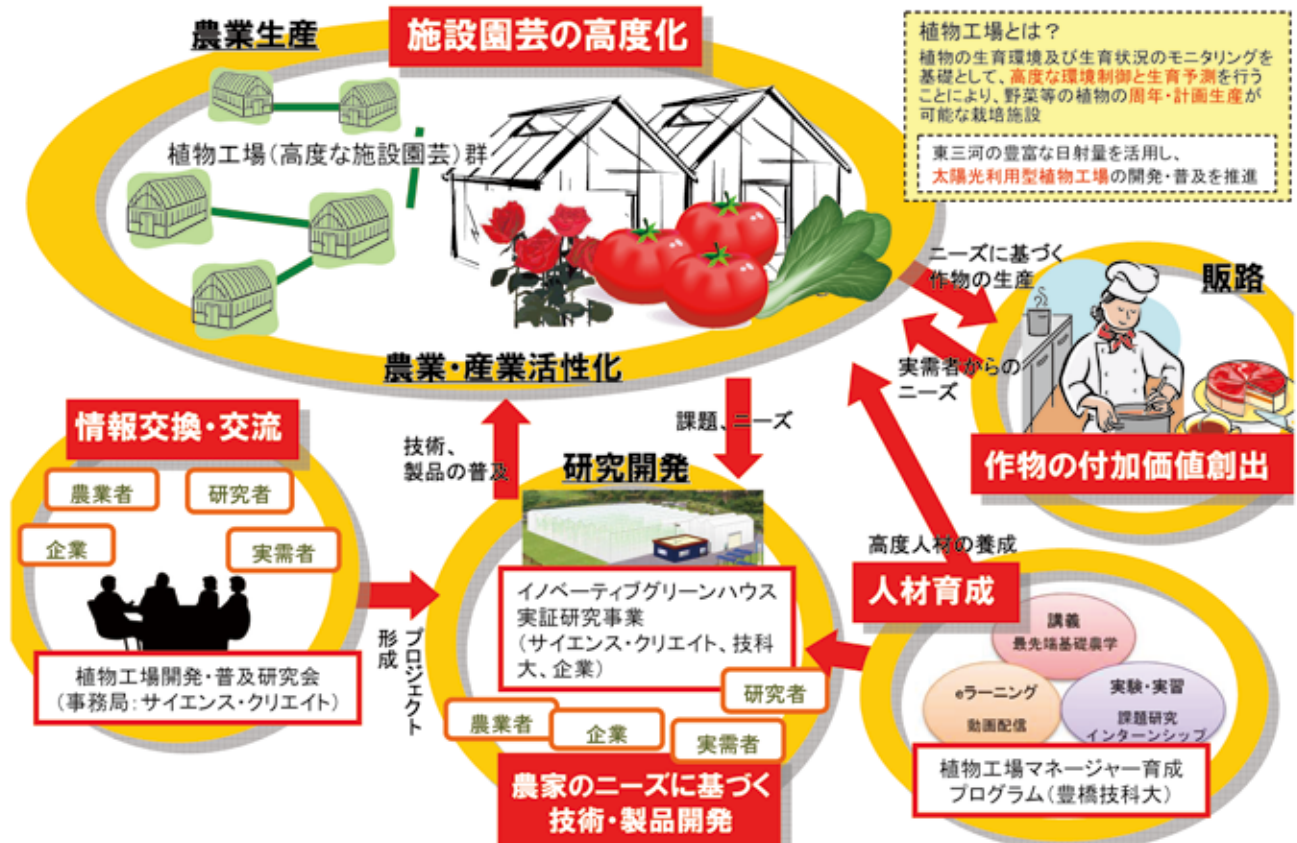 農業生産
施設園芸の高度化
植物工場(高度な施設園芸)群
農業・産業活性化
植物工場とは?
植物の生育環境及び生育状況のモニタリングを
基礎として、高度な環境制御と生育予測を行う
ことにより、野菜等の植物の周年・計画生産が
可能な栽培施設
東三河の豊富な日射量を活用し、
太陽光利用型植物工場の開発・普及を推進
ニーズに基づく
作物の生産
販路
実需者からの
ニーズ
作物の付加価値創出
情報交換・交流
農業者
研究者
企業
実需者
植物工場開発・普及研究会
(事務局:サイエンス・クリエイト)
プロジェクト
形成
技術、
製品の普及
課題、ニーズ
研究開発
イノベーティブグリーンハウス
実証研究事業
(サイエンス・クリエイト、技科
大、企業)
研究者
農業者
企業
実需者
農家のニーズに基づく
技術・製品開発
高度人材の養成
人材育成
講義
最先端基礎農学
eラーニング
動画配信
実験・実習
課題研究
インターンシップ
植物工場マネージャー育成
プログラム(豊橋技科大)